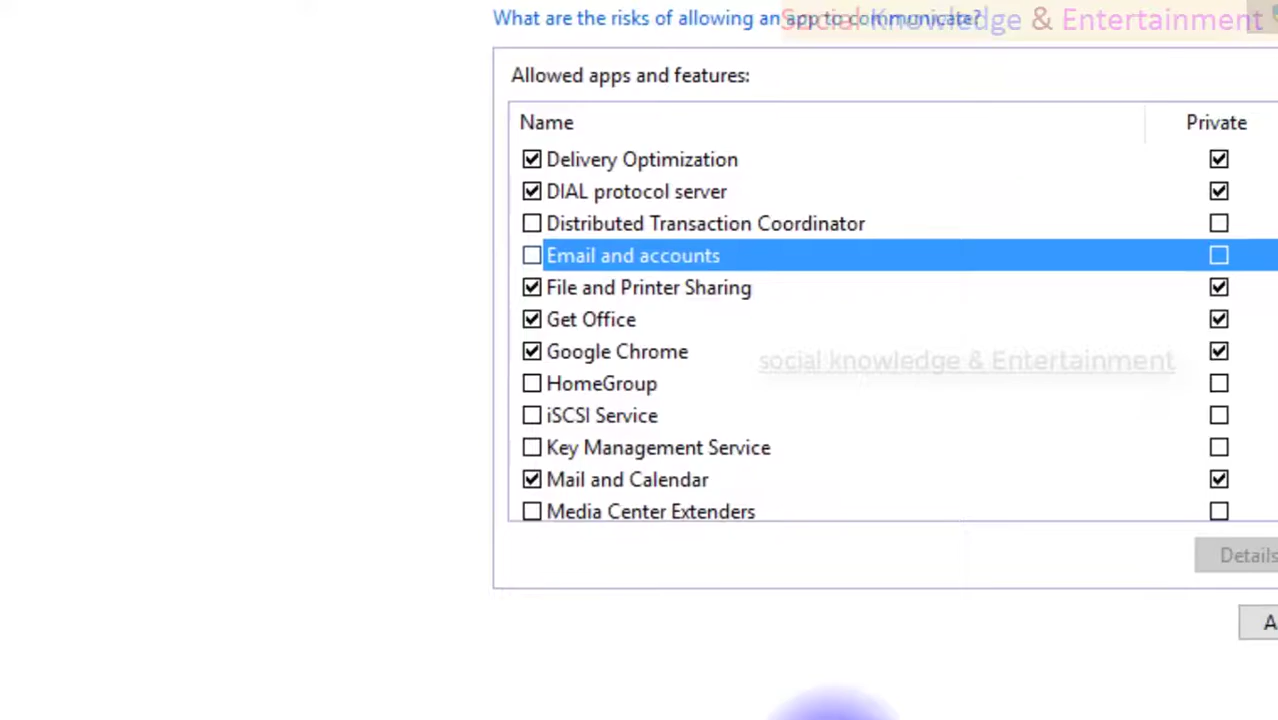 What are the risks of allowing an app to communicate?
Social Knowledge & Entertainment
Allowed apps and features:
Name Private
Delivery Optimization
DIAL protocol server
Distributed Transaction Coordinator
Email and accounts
File and Printer Sharing
Get Office
Google Chrome
social knowledge & Entertainment
HomeGroup
iSCSI Service
Key Management Service
Mail and Calendar
Media Center Extenders
Details
A